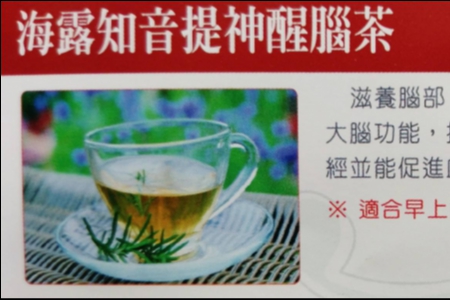 海露知音提神醒腦茶
滋養腦部
大腦功能，
經並能促進
※ 適合早上